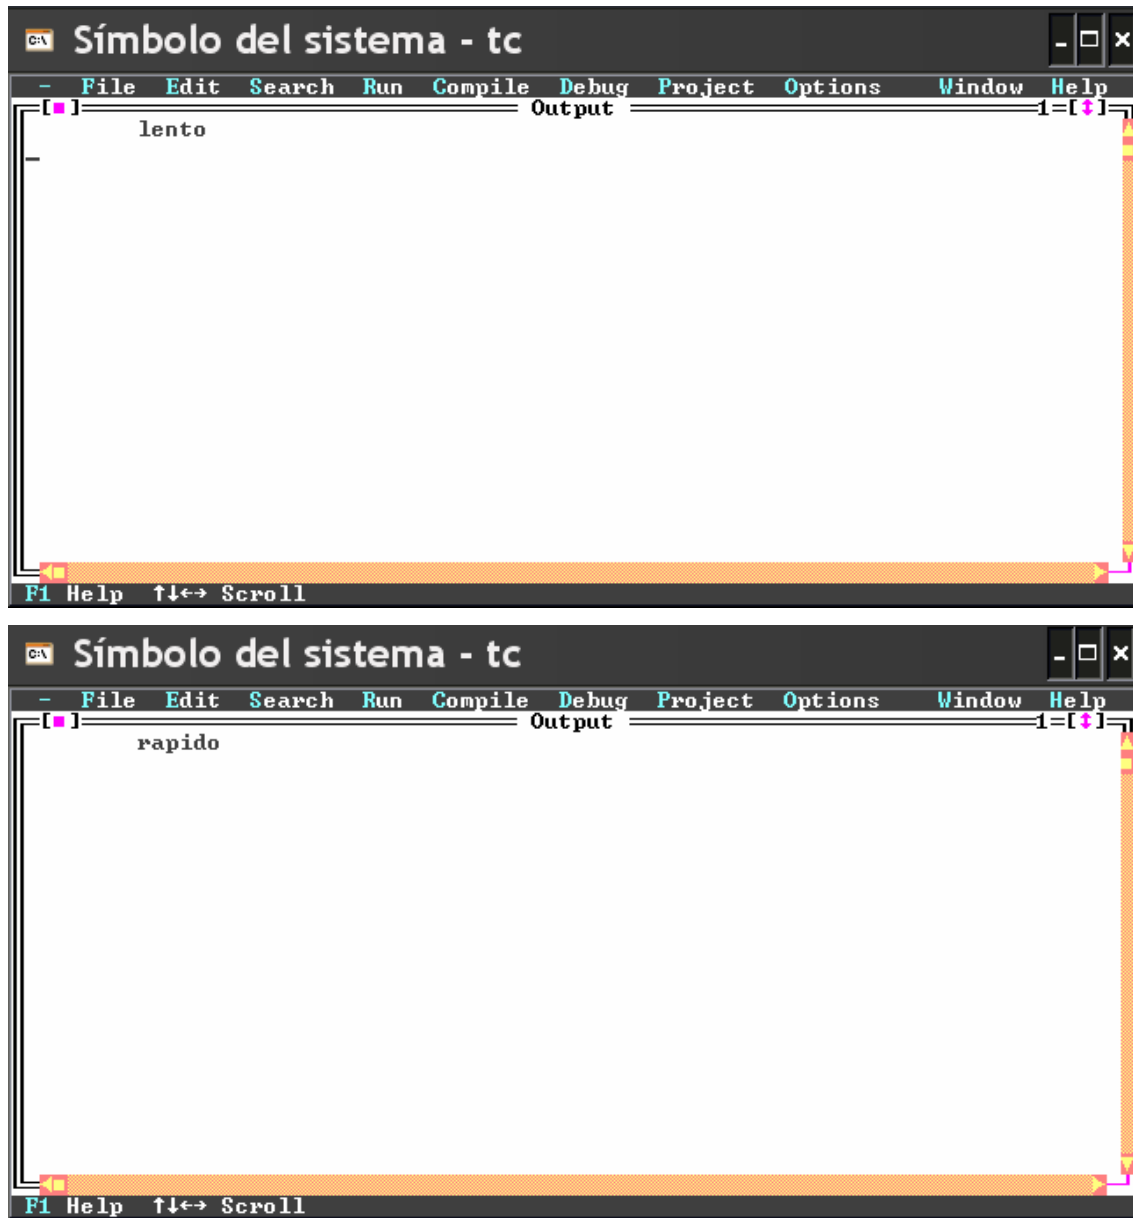 Símbolo del sistema - tc
- File Edit Search Run Compile Debug Project Options Window Help
[■] Output 1=[↕]
lento
_
F1 Help ↑↓←→ Scroll
Símbolo del sistema - tc
- File Edit Search Run Compile Debug Project Options Window Help
[■] Output 1=[↕]
rapido
F1 Help ↑↓←→ Scroll